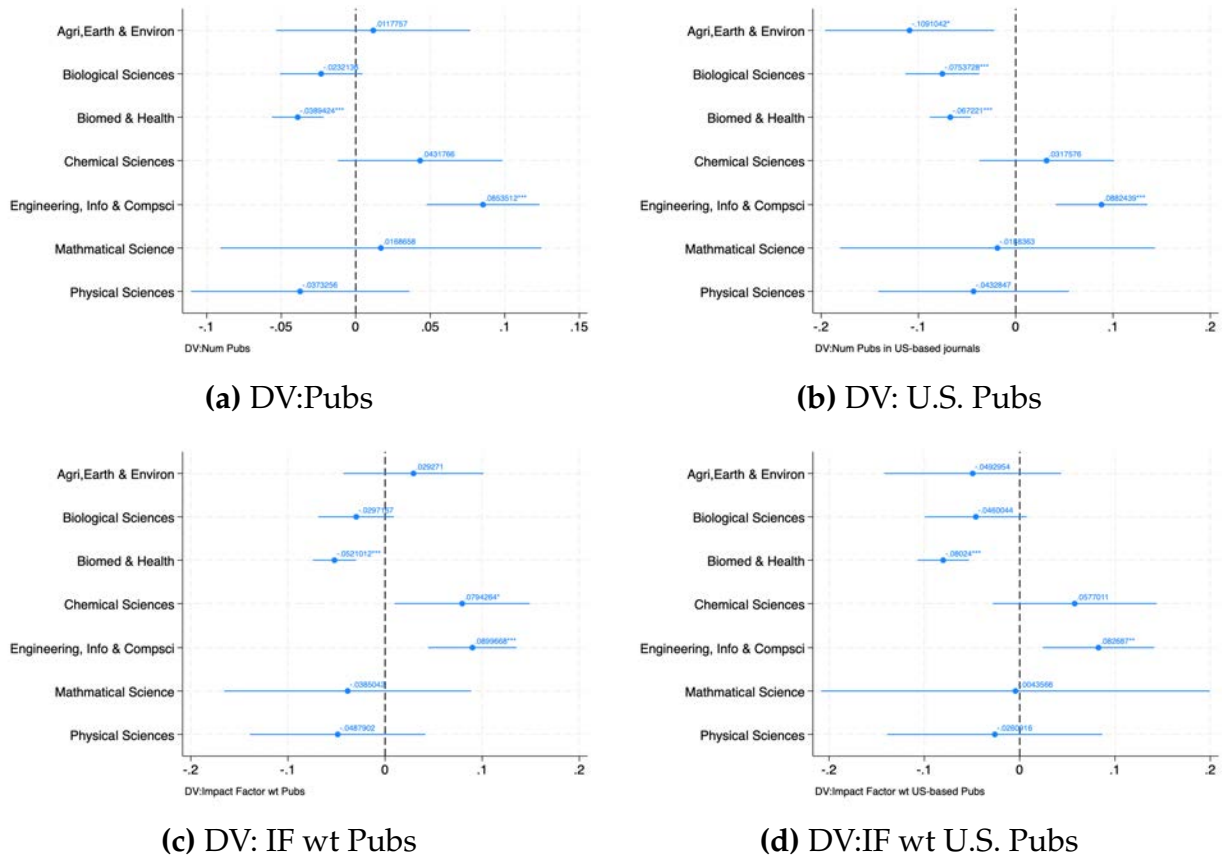 Agri,Earth & Environ
.0117757
Biological Sciences
Biomed & Health
-.0389424***
Chemical Sciences
.0431766
Engineering, Info & Compsci
.0853512***
Mathmatical Science
.0168658
Physical Sciences
-.0373256
-.1 -.05 0 .05 .1 .15
DV:Num Pubs
(a) DV:Pubs
Agri,Earth & Environ
-.1091042*
Biological Sciences
-.0753728***
Biomed & Health
-.067221***
Chemical Sciences
.0317576
Engineering, Info & Compsci
.0882439***
Mathmatical Science
Physical Sciences
-.0432847
-.2 -.1 0 .1 .2
DV:Num Pubs in US-based journals
(b) DV: U.S. Pubs
Agri,Earth & Environ
.029271
Biological Sciences
Biomed & Health
-.0521012***
Chemical Sciences
.0794264*
Engineering, Info & Compsci
.0899668***
Mathmatical Science
Physical Sciences
-.0487902
-.2 -.1 0 .1 .2
DV:Impact Factor wt Pubs
(c) DV: IF wt Pubs
Agri,Earth & Environ
-.0492954
Biological Sciences
-.0460044
Biomed & Health
-.08024***
Chemical Sciences
.0577011
Engineering, Info & Compsci
.082687**
Mathmatical Science
Physical Sciences
-.2 -.1 0 .1 .2
DV:Impact Factor wt US-based Pubs
(d) DV:IF wt U.S. Pubs